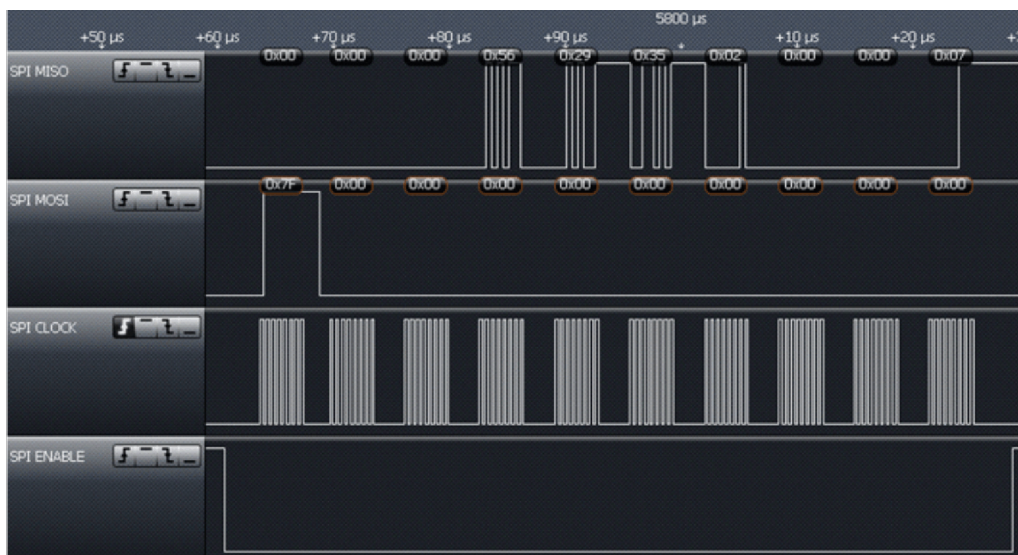 5800 µs
+50 µs +60 µs +70 µs +80 µs +90 µs +10 µs +20 µs
SPI MISO 0x00 0x00 0x00 0x56 0x29 0x35 0x02 0x00 0x00 0x07
SPI MOSI 0x7F 0x00 0x00 0x00 0x00 0x00 0x00 0x00 0x00 0x00
SPI CLOCK
SPI ENABLE